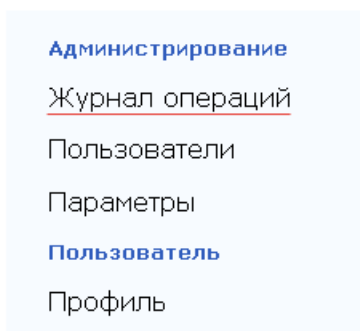 Администрирование
Журнал операций
Пользователи
Параметры
Пользователь
Профиль